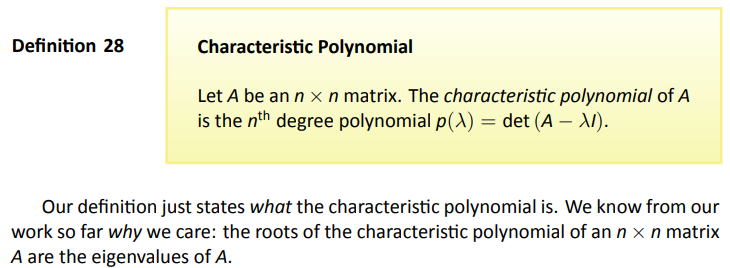 Definition 28
Characteristic Polynomial
Let A be an n × n matrix. The characteristic polynomial of A
is the nth degree polynomial p(λ) = det (A − λI).
Our definition just states what the characteristic polynomial is. We know from our
work so far why we care: the roots of the characteristic polynomial of an n × n matrix
A are the eigenvalues of A.